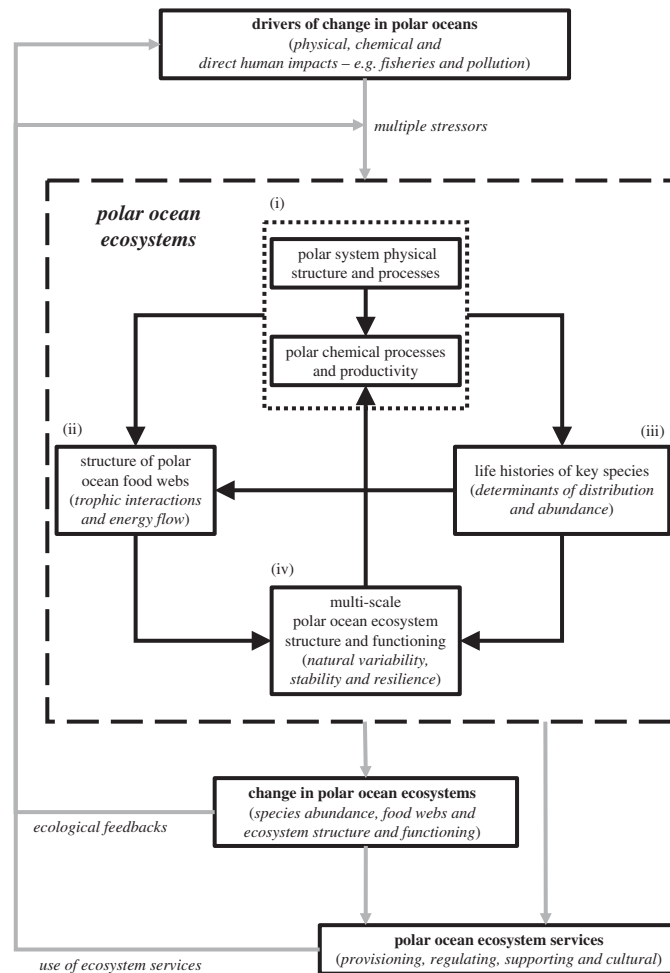 drivers of change in polar oceans
(physical, chemical and
direct human impacts – e.g. fisheries and pollution)
multiple stressors
polar ocean
ecosystems
(i)
polar system physical
structure and processes
polar chemical processes
and productivity
(ii)
structure of polar
ocean food webs
(trophic interactions
and energy flow)
(iii)
life histories of key species
(determinants of distribution
and abundance)
(iv)
multi-scale
polar ocean ecosystem
structure and functioning
(natural variability,
stability and resilience)
change in polar ocean ecosystems
(species abundance, food webs and
ecosystem structure and functioning)
ecological feedbacks
polar ocean ecosystem services
(provisioning, regulating, supporting and cultural)
use of ecosystem services